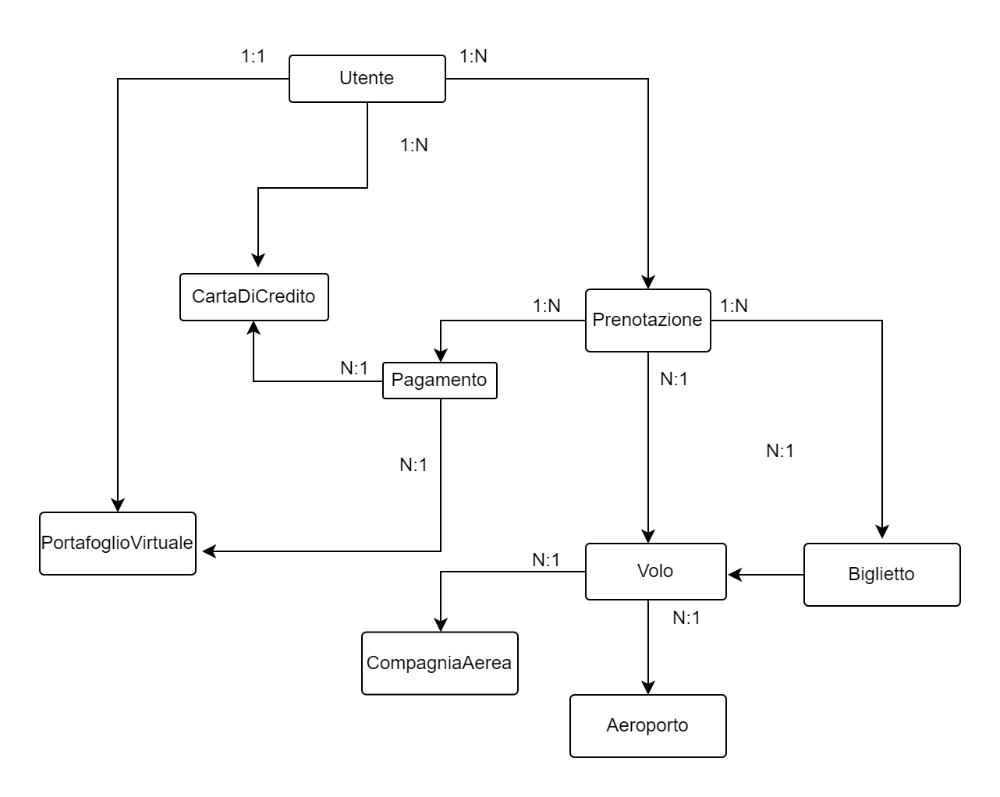 1:1
1:N
Utente
1:N
CartaDiCredito
1:N
Prenotazione
1:N
N:1
Pagamento
N:1
N:1
N:1
PortafoglioVirtuale
N:1
Volo
Biglietto
N:1
CompagniaAerea
Aeroporto